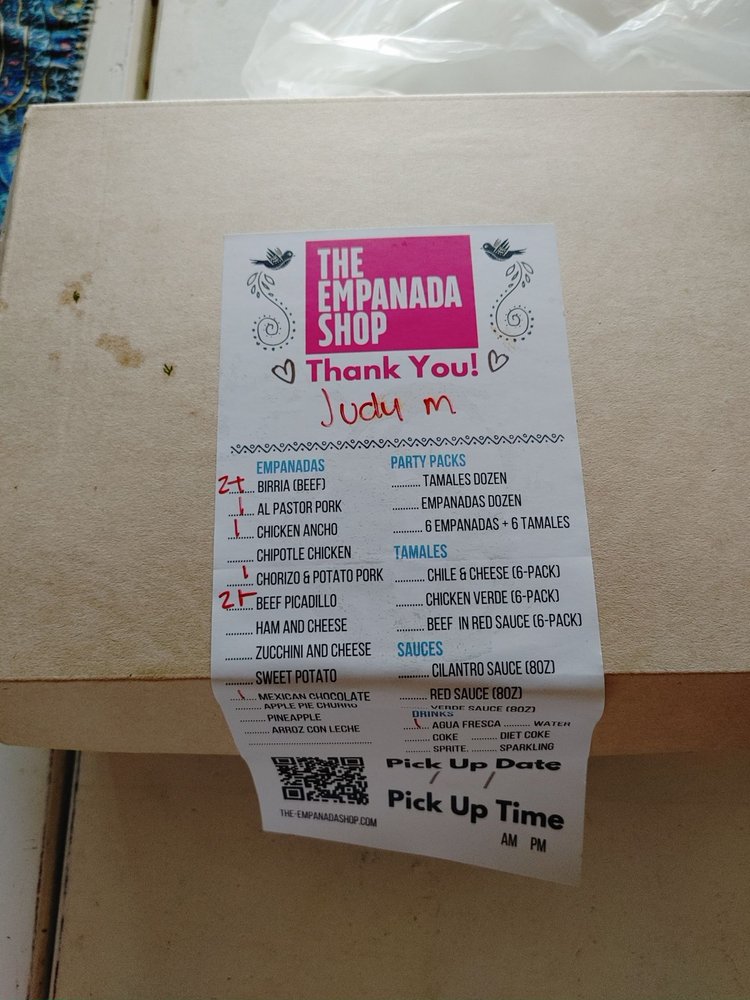 THE
EMPANADA
SHOP
Thank You!
Judy m
EMPANADAS
2+ BIRRIA (BEEF)
1 AL PASTOR PORK
1 CHICKEN ANCHO
CHIPOTLE CHICKEN
1 CHORIZO & POTATO PORK
2+ BEEF PICADILLO
HAM AND CHEESE
ZUCCHINI AND CHEESE
SWEET POTATO
1 MEXICAN CHOCOLATE
APPLE PIE CHURRO
PINEAPPLE
ARROZ CON LECHE
PARTY PACKS
TAMALES DOZEN
EMPANADAS DOZEN
6 EMPANADAS + 6 TAMALES
TAMALES
CHILE & CHEESE (6-PACK)
CHICKEN VERDE (6-PACK)
BEEF IN RED SAUCE (6-PACK)
SAUCES
CILANTRO SAUCE (8OZ)
RED SAUCE (8OZ)
VERDE SAUCE (8OZ)
DRINKS
1 AGUA FRESCA WATER
COKE DIET COKE
SPRITE. SPARKLING
THE-EMPANADASHOP.COM
Pick Up Date
/ /
Pick Up Time
AM PM